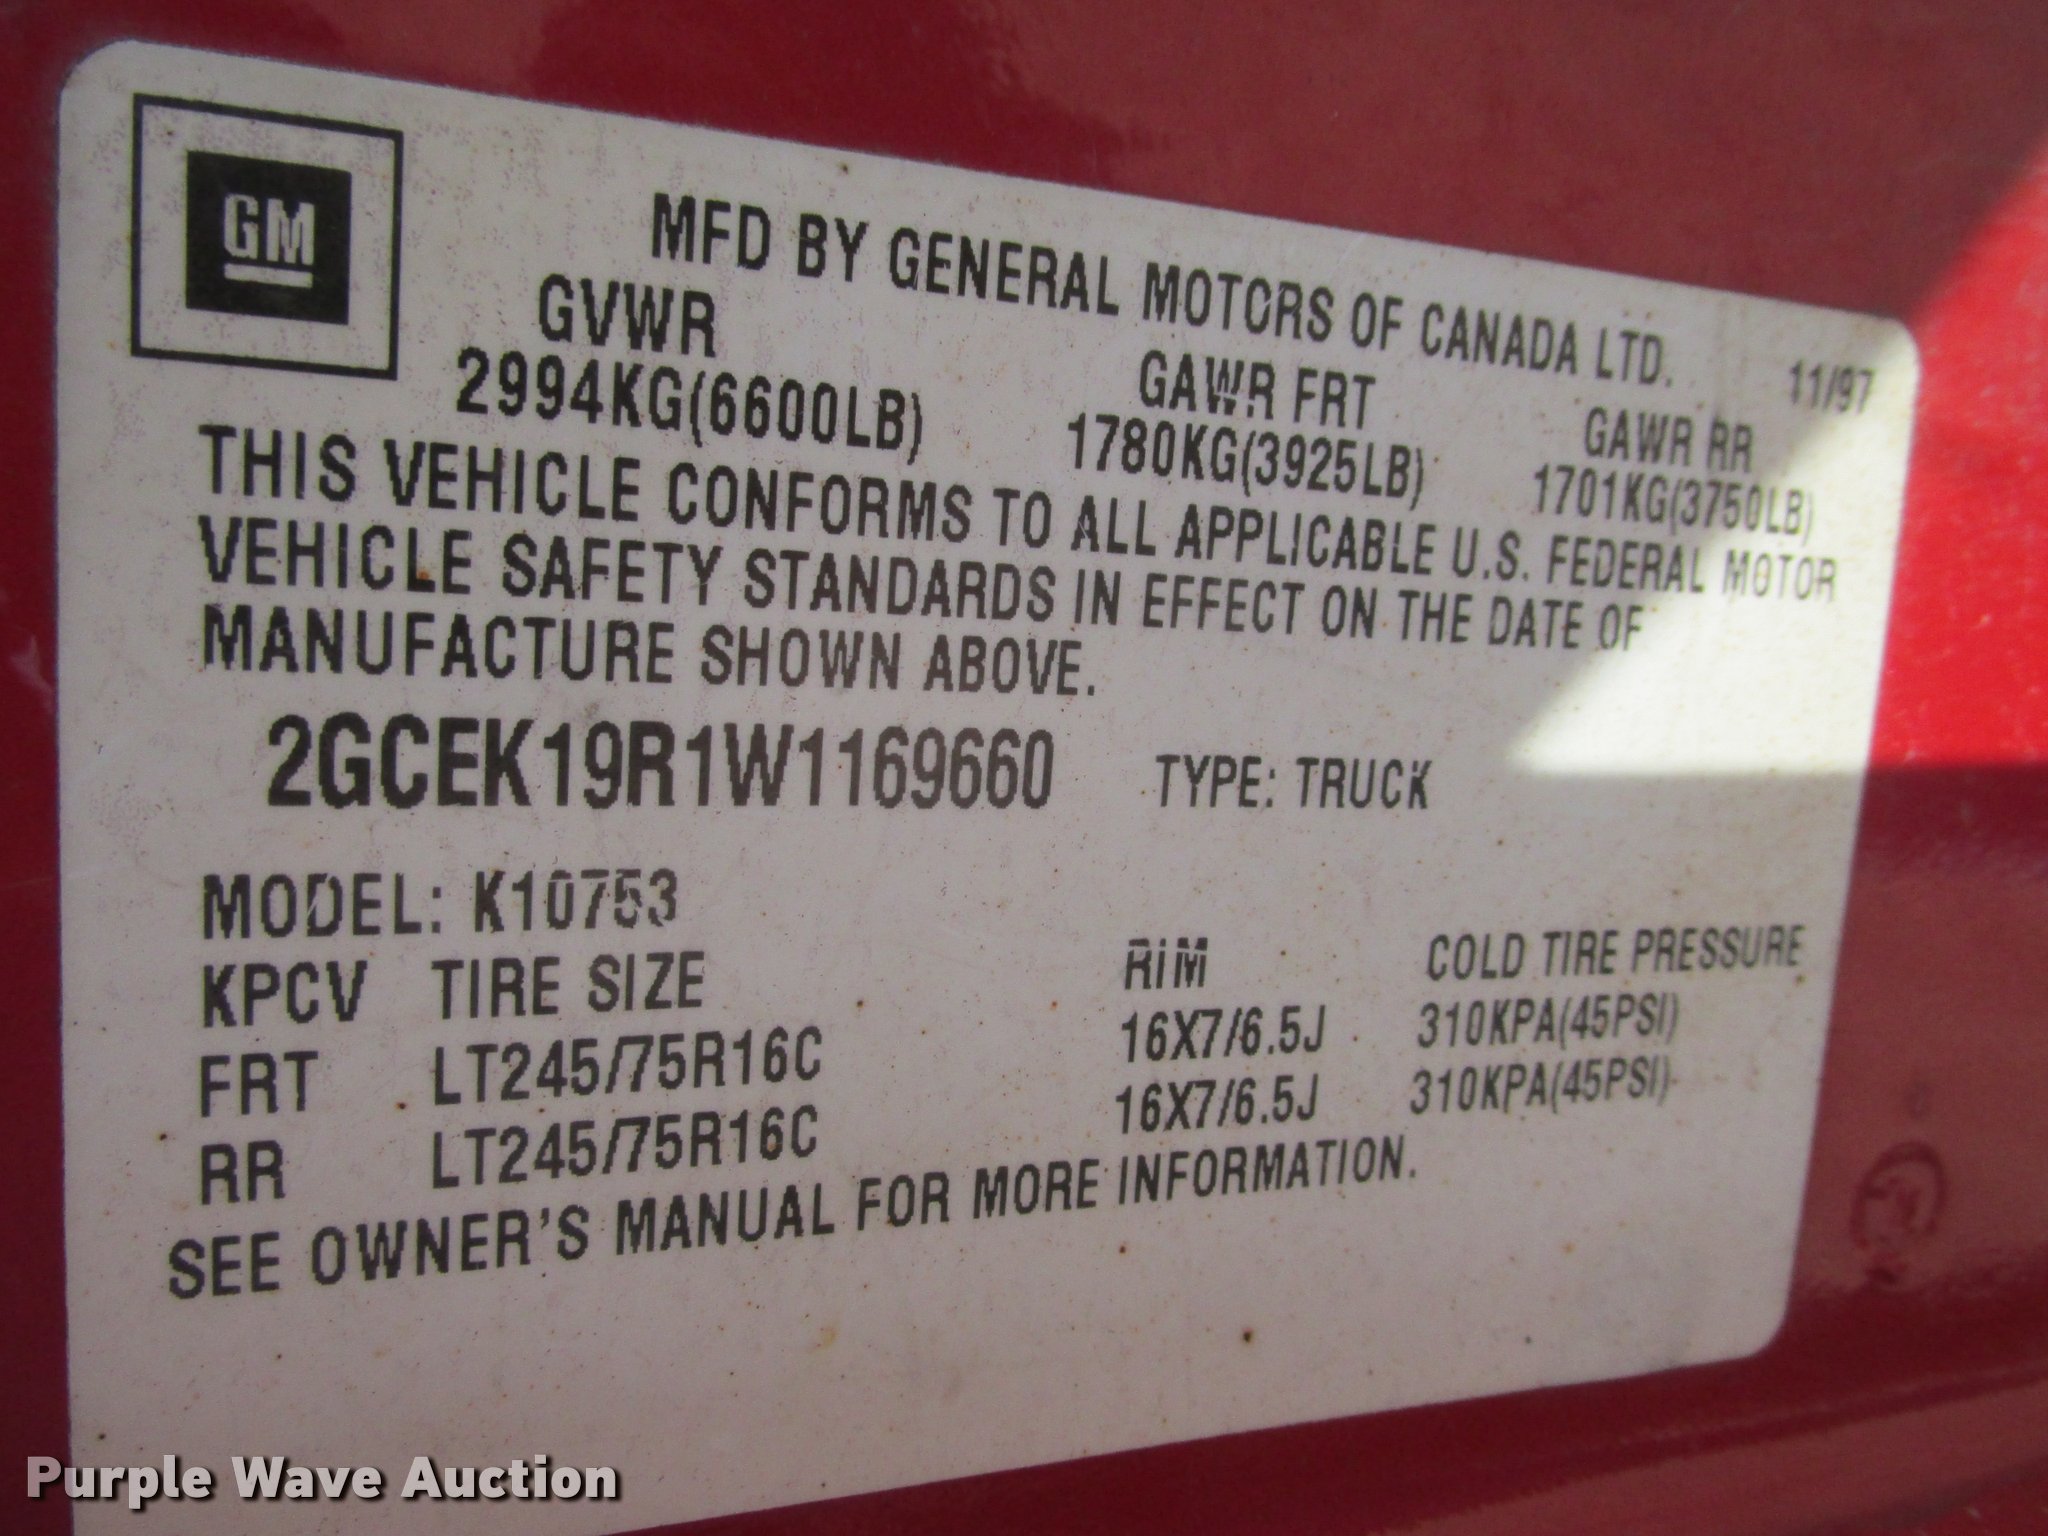 GM
MFD BY GENERAL MOTORS OF CANADA LTD. 11/97
GVWR GAWR FRT GAWR RR
2994KG(6600LB) 1780KG(3925LB) 1701KG(3750LB)
THIS VEHICLE CONFORMS TO ALL APPLICABLE U.S. FEDERAL MOTOR
VEHICLE SAFETY STANDARDS IN EFFECT ON THE DATE OF
MANUFACTURE SHOWN ABOVE.
2GCEK19R1W1169660 TYPE: TRUCK
MODEL: K10753
KPCV TIRE SIZE RIM COLD TIRE PRESSURE
FRT LT245/75R16C 16X7/6.5J 310KPA(45PSI)
RR LT245/75R16C 16X7/6.5J 310KPA(45PSI)
SEE OWNER'S MANUAL FOR MORE INFORMATION.
Purple Wave Auction